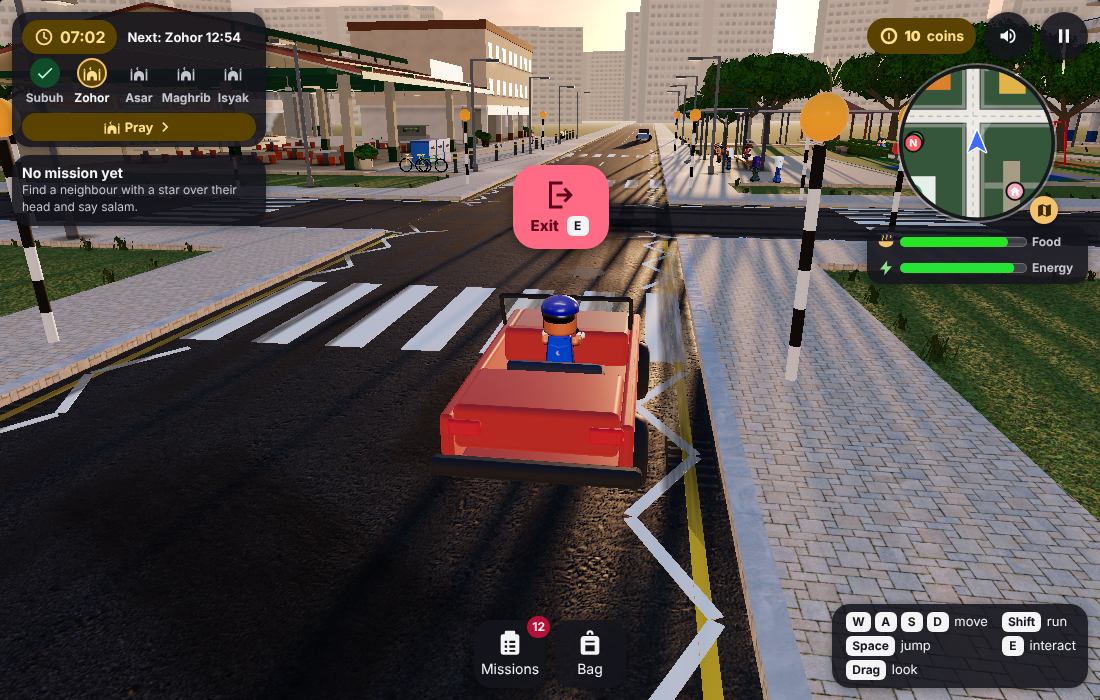 07:02
Next: Zohor 12:54
Subuh Zohor Asar Maghrib Isyak
Pray
No mission yet
Find a neighbour with a star over their
head and say salam.
Exit E
10 coins
N
Food
Energy
12
Missions
Bag
W A S D move Shift run
Space jump E interact
Drag look